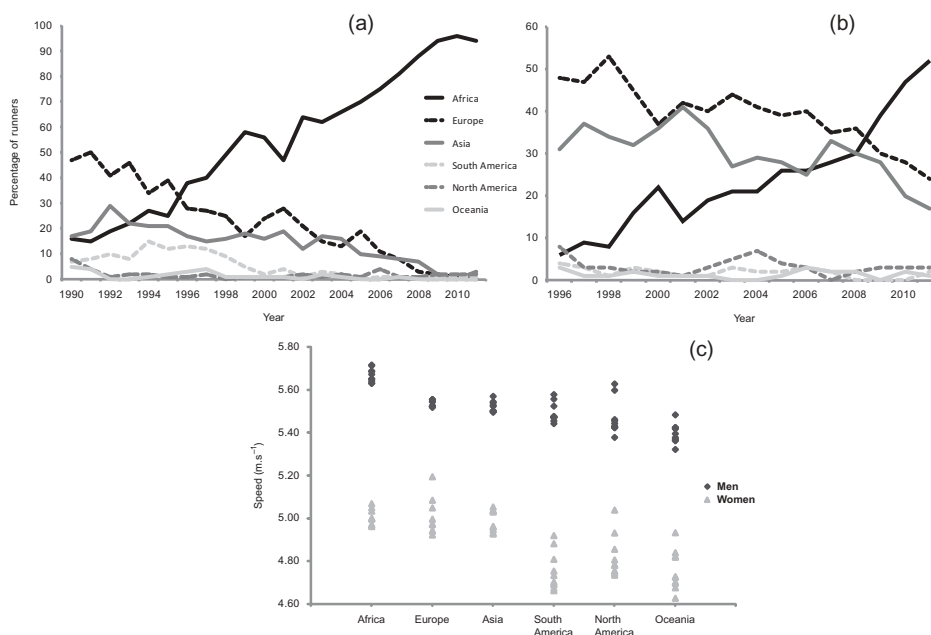 (a)
100
90
80
70
60
50
40
30
20
10
0
Percentage of runners
1990 1992 1994 1996 1998 2000 2002 2004 2006 2008 2010
Year
Africa
Europe
Asia
South America
North America
Oceania
(b)
60
50
40
30
20
10
0
1996 1998 2000 2002 2004 2006 2008 2010
Year
(c)
5.80
5.60
5.40
5.20
5.00
4.80
4.60
Speed (m.s⁻¹)
Men
Women
Africa Europe Asia South North Oceania
America America